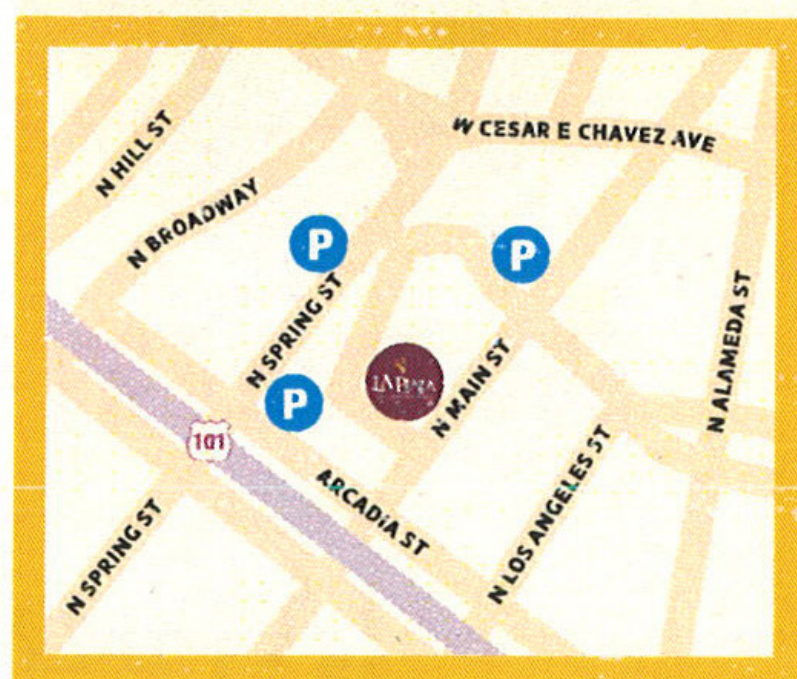 N HILL ST
W CESAR E CHAVEZ AVE
N BROADWAY
P
P
N SPRING ST
N ALAMEDA ST
P
N MAIN ST
101
ARCADIA ST
N LOS ANGELES ST
N SPRING ST